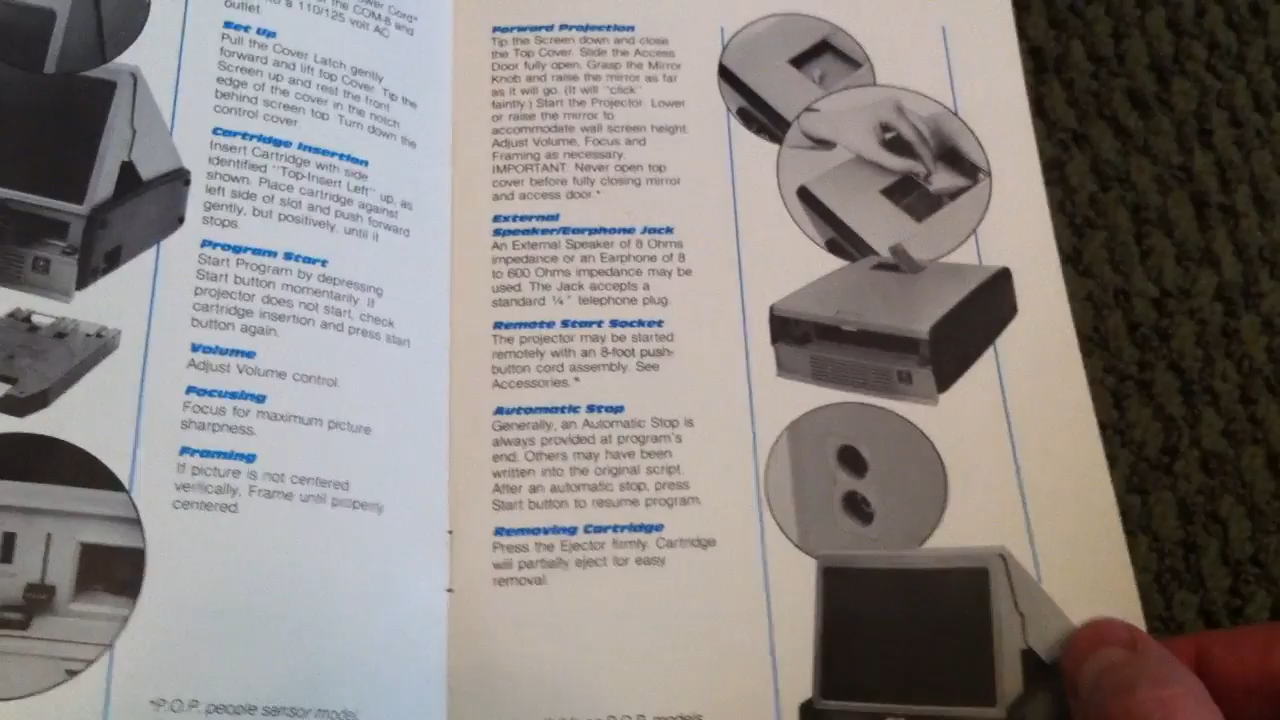 wer Cord*
the COM-8 and
a 110/125 volt AC
outlet.
Set Up
Pull the Cover Latch gently
forward and lift top Cover. Tip the
Screen up and rest the front
edge of the cover in the notch
behind screen top. Turn down the
control cover.
Cartridge Insertion
Insert Cartridge with side
identified "Top-Insert Left" up, as
shown. Place cartridge against
left side of slot and push forward
gently, but positively, until it
stops.
Program Start
Start Program by depressing
Start button momentarily. If
projector does not start, check
cartridge insertion and press start
button again.
Volume
Adjust Volume control.
Focusing
Focus for maximum picture
sharpness.
Framing
If picture is not centered
vertically, Frame until properly
centered.
*P.O.P. people sensor model.
Forward Projection
Tip the Screen down and close
the Top Cover. Slide the Access
Door fully open. Grasp the Mirror
Knob and raise the mirror as far
as it will go. (It will "click"
faintly.) Start the Projector. Lower
or raise the mirror to
accommodate wall screen height.
Adjust Volume, Focus and
Framing as necessary.
IMPORTANT: Never open top
cover before fully closing mirror
and access door.*
External
Speaker/Earphone Jack
An External Speaker of 8 Ohms
impedance or an Earphone of 8
to 600 Ohms impedance may be
used. The Jack accepts a
standard ¼" telephone plug.
Remote Start Socket
The projector may be started
remotely with an 8-foot push-
button cord assembly. See
Accessories.*
Automatic Stop
Generally, an Automatic Stop is
always provided at program's
end. Others may have been
written into the original script.
After an automatic stop, press
Start button to resume program.
Removing Cartridge
Press the Ejector firmly. Cartridge
will partially eject for easy
removal.
P.O.P. models